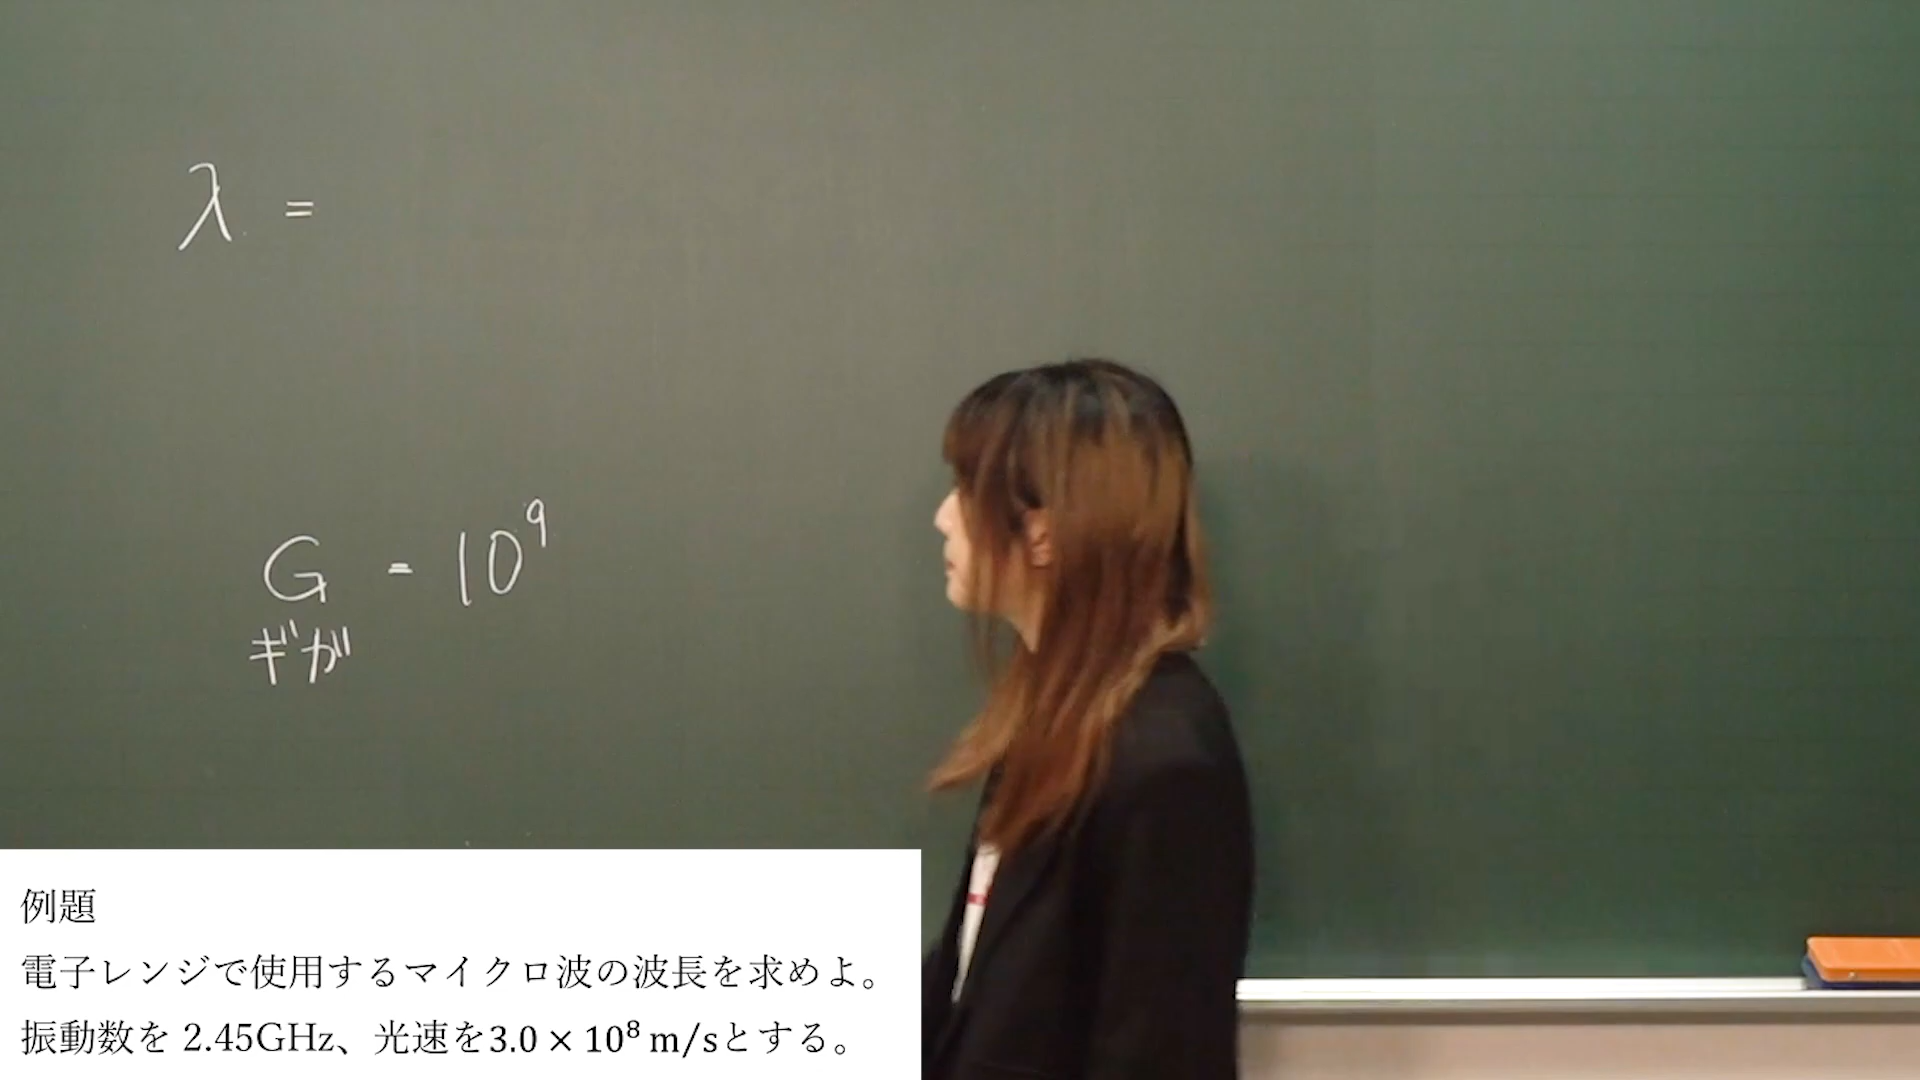 λ =
G = 10⁹
ギガ
例題
電子レンジで使用するマイクロ波の波長を求めよ。
振動数を 2.45GHz、光速を3.0 × 10⁸ m/sとする。